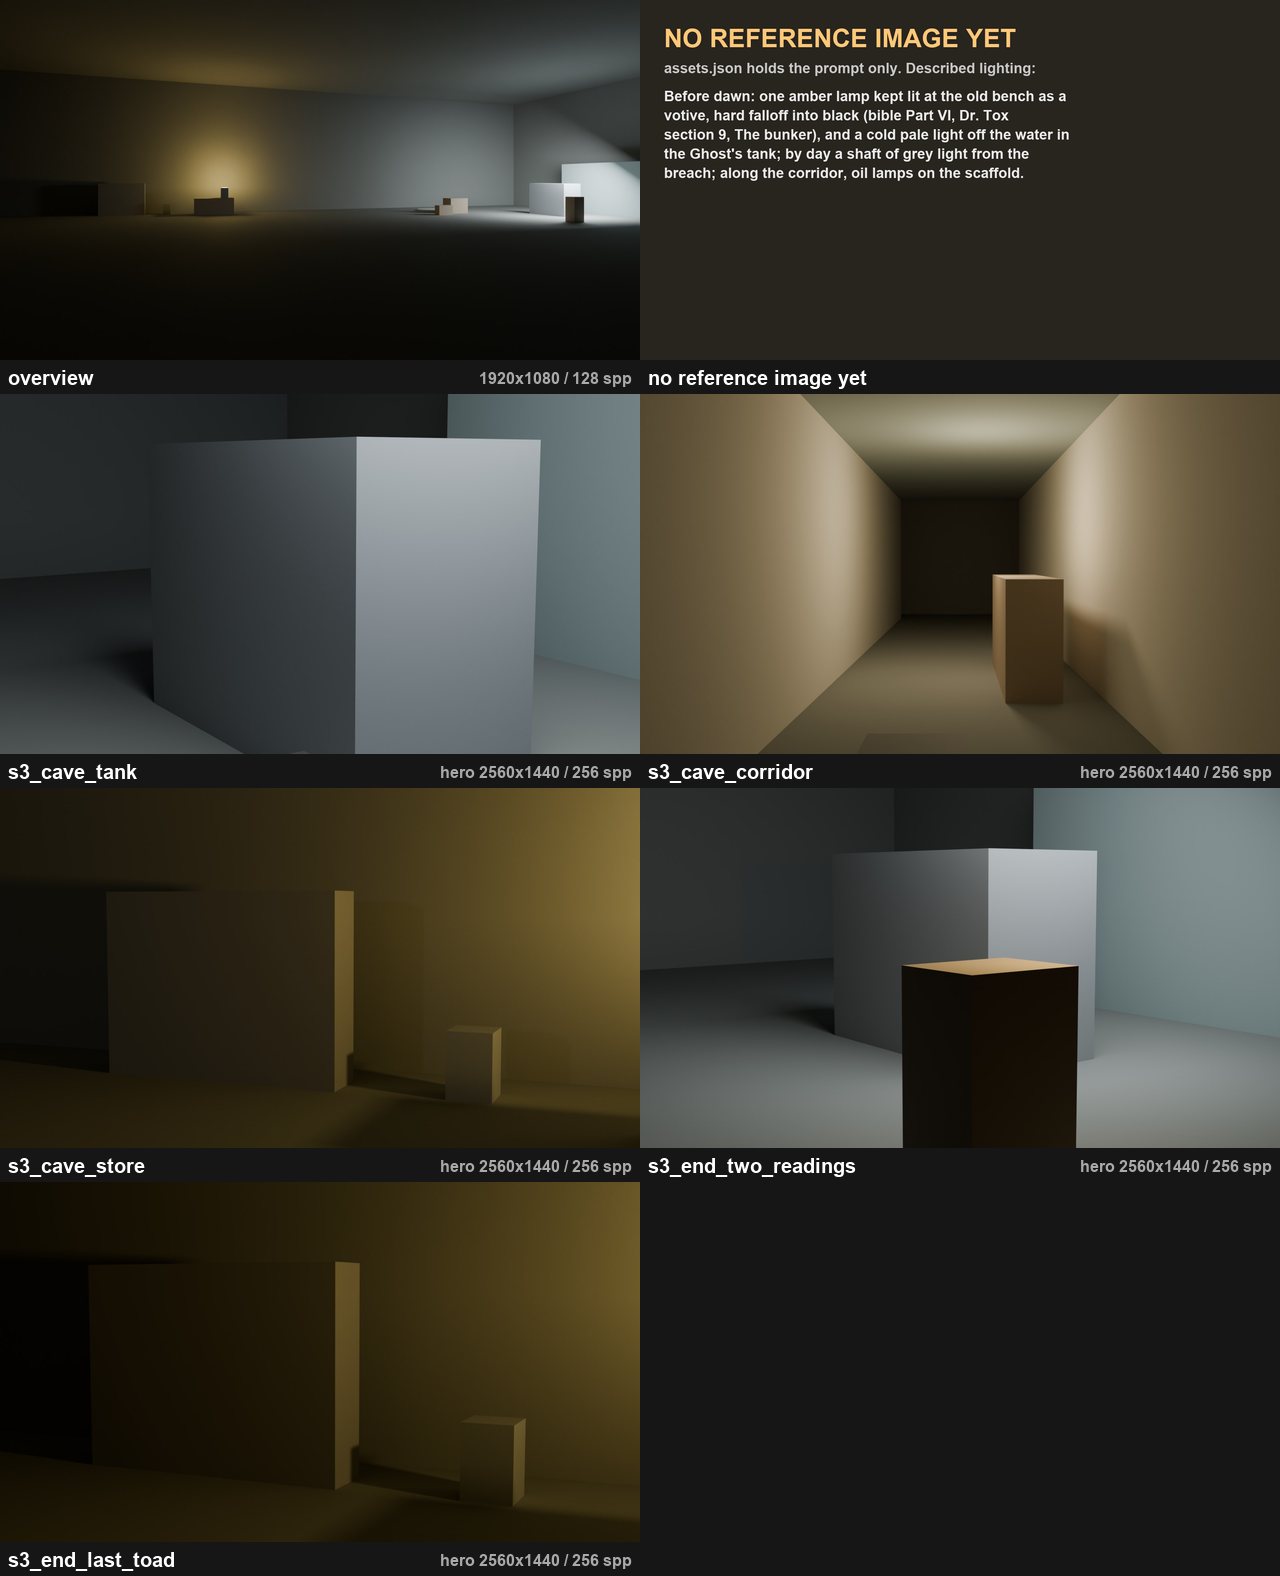 NO REFERENCE IMAGE YET
assets.json holds the prompt only. Described lighting:
Before dawn: one amber lamp kept lit at the old bench as a
votive, hard falloff into black (bible Part VI, Dr. Tox
section 9, The bunker), and a cold pale light off the water in
the Ghost's tank; by day a shaft of grey light from the
breach; along the corridor, oil lamps on the scaffold.
overview
1920x1080 / 128 spp
no reference image yet
s3_cave_tank
hero 2560x1440 / 256 spp
s3_cave_corridor
hero 2560x1440 / 256 spp
s3_cave_store
hero 2560x1440 / 256 spp
s3_end_two_readings
hero 2560x1440 / 256 spp
s3_end_last_toad
hero 2560x1440 / 256 spp